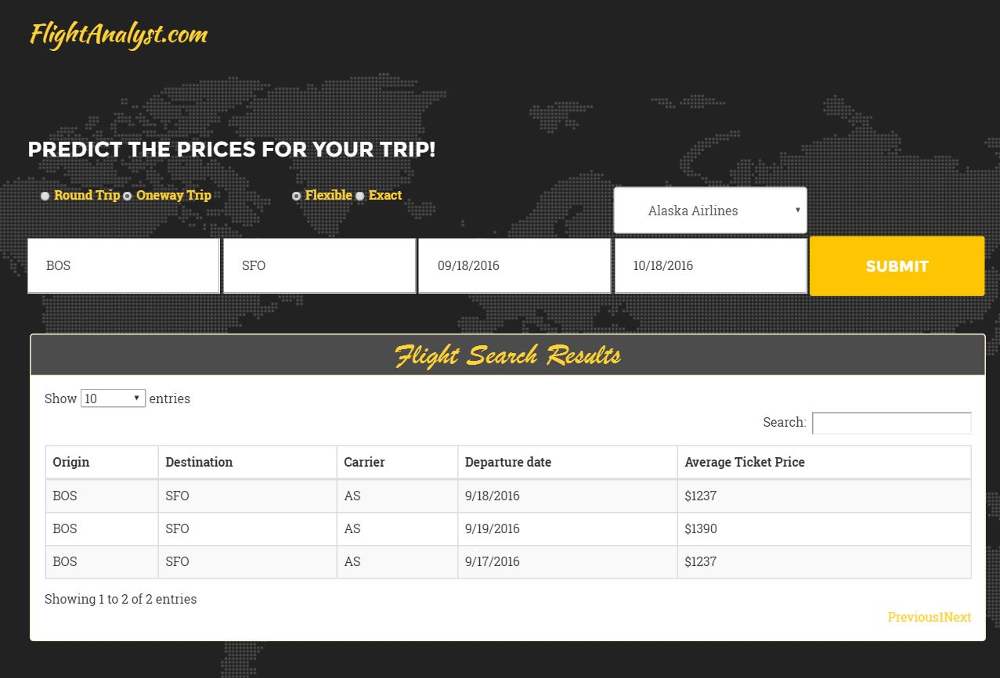 FlightAnalyst.com
PREDICT THE PRICES FOR YOUR TRIP!
Round Trip Oneway Trip Flexible Exact
Alaska Airlines
BOS SFO 09/18/2016 10/18/2016 SUBMIT
Flight Search Results
Show 10 entries
Search:
Origin Destination Carrier Departure date Average Ticket Price
BOS SFO AS 9/18/2016 $1237
BOS SFO AS 9/19/2016 $1390
BOS SFO AS 9/17/2016 $1237
Showing 1 to 2 of 2 entries
Previous1Next